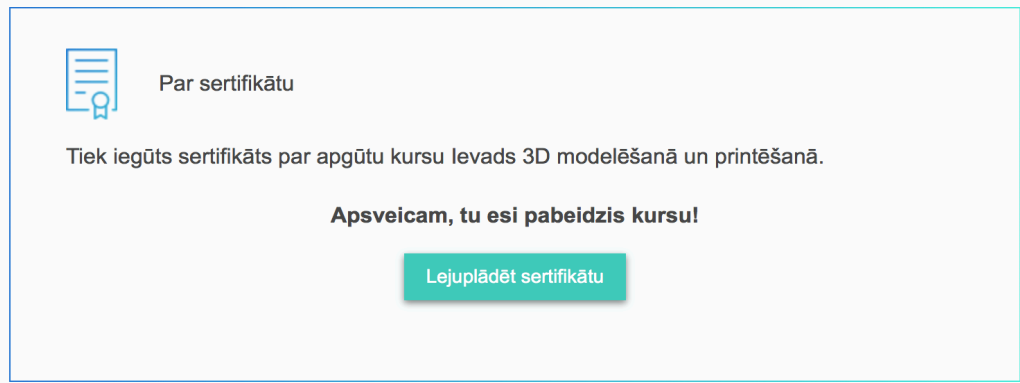 Par sertifikātu
Tiek iegūts sertifikāts par apgūtu kursu Ievads 3D modelēšanā un printēšanā.
Apsveicam, tu esi pabeidzis kursu!
Lejuplādēt sertifikātu